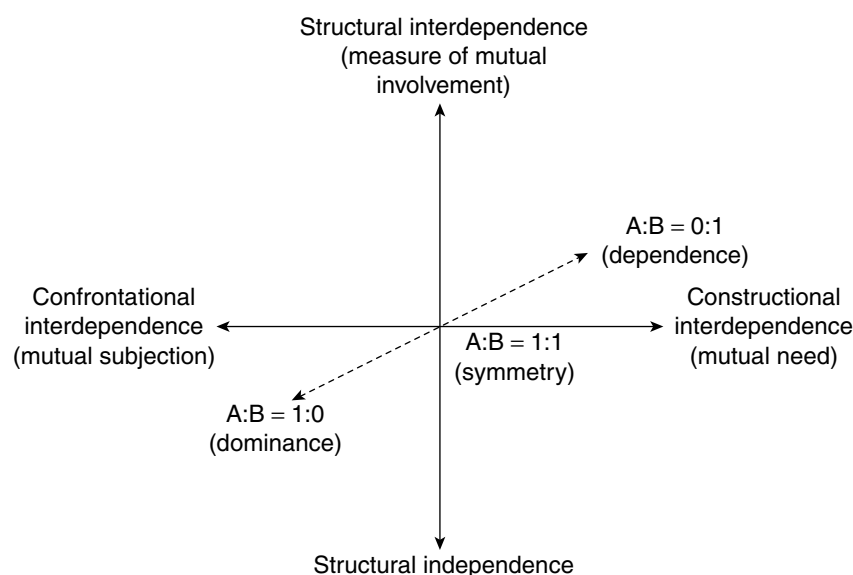 Structural interdependence
(measure of mutual
involvement)
A:B = 0:1
(dependence)
Confrontational
interdependence
(mutual subjection)
Constructional
interdependence
(mutual need)
A:B = 1:1
(symmetry)
A:B = 1:0
(dominance)
Structural independence